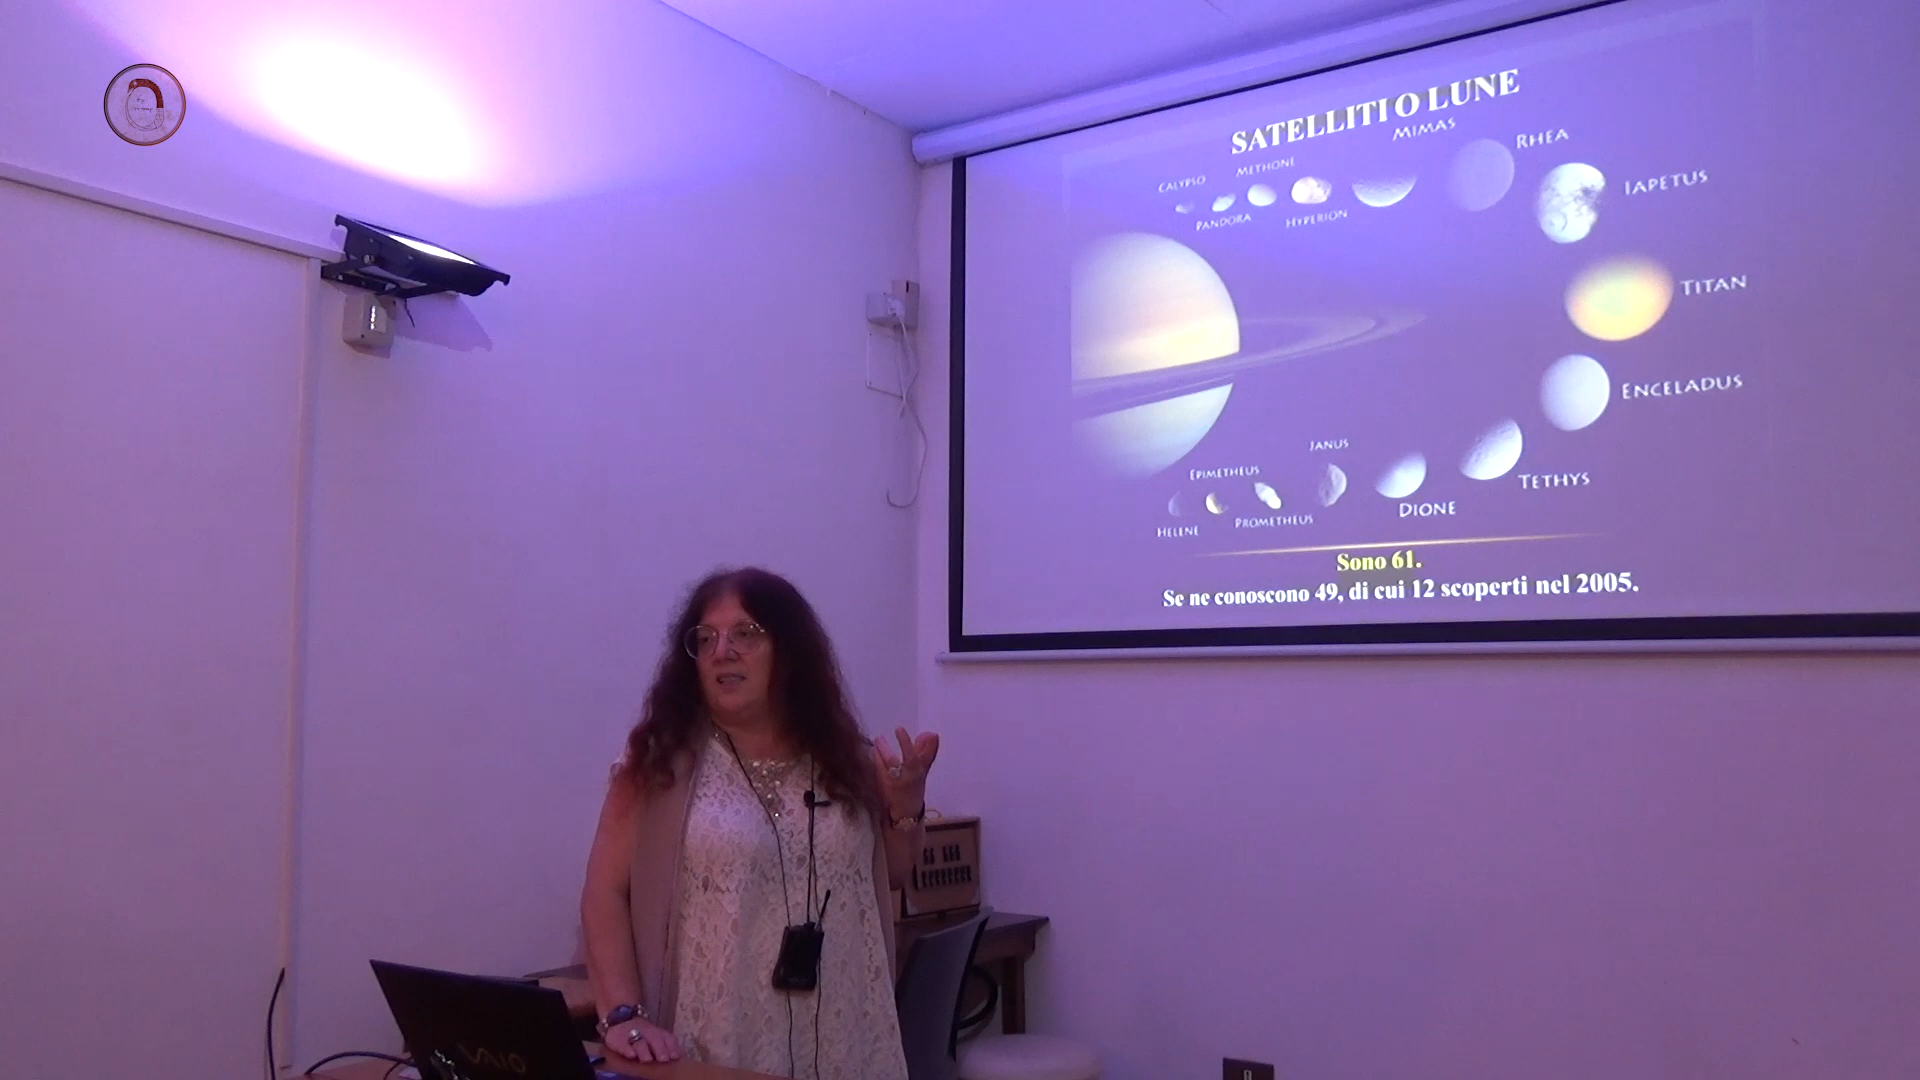 SATELLITI O LUNE
MIMAS
RHEA
METHONE
CALYPSO
IAPETUS
PANDORA
HYPERION
TITAN
ENCELADUS
JANUS
EPIMETHEUS
TETHYS
DIONE
PROMETHEUS
HELENE
Sono 61.
Se ne conoscono 49, di cui 12 scoperti nel 2005.
VAIO